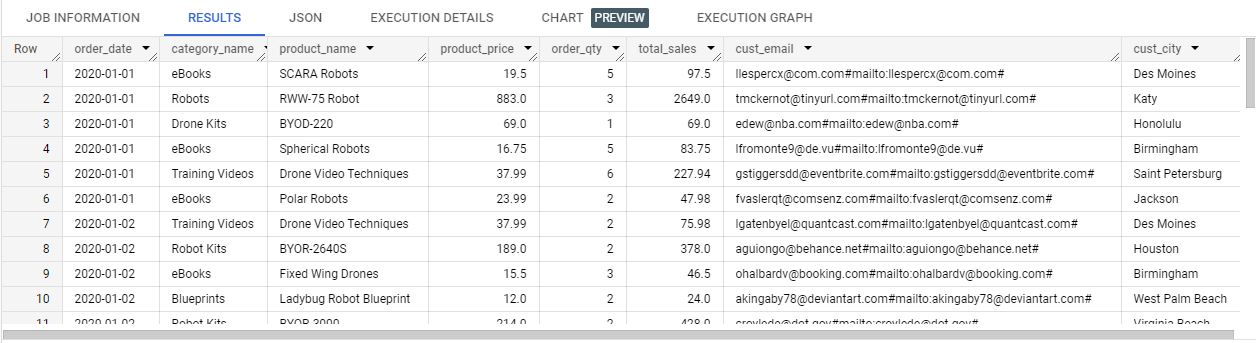 JOB INFORMATION RESULTS JSON EXECUTION DETAILS CHART PREVIEW EXECUTION GRAPH
Row order_date category_name product_name product_price order_qty total_sales cust_email cust_city
1 2020-01-01 eBooks SCARA Robots 19.5 5 97.5 llespercx@com.com#mailto:llespercx@com.com# Des Moines
2 2020-01-01 Robots RWW-75 Robot 883.0 3 2649.0 tmckernot@tinyurl.com#mailto:tmckernot@tinyurl.com# Katy
3 2020-01-01 Drone Kits BYOD-220 69.0 1 69.0 edew@nba.com#mailto:edew@nba.com# Honolulu
4 2020-01-01 eBooks Spherical Robots 16.75 5 83.75 lfromonte9@de.vu#mailto:lfromonte9@de.vu# Birmingham
5 2020-01-01 Training Videos Drone Video Techniques 37.99 6 227.94 gstiggersdd@eventbrite.com#mailto:gstiggersdd@eventbrite.com# Saint Petersburg
6 2020-01-01 eBooks Polar Robots 23.99 2 47.98 fvaslerqt@comsenz.com#mailto:fvaslerqt@comsenz.com# Jackson
7 2020-01-02 Training Videos Drone Video Techniques 37.99 2 75.98 lgatenbyel@quantcast.com#mailto:lgatenbyel@quantcast.com# Des Moines
8 2020-01-02 Robot Kits BYOR-2640S 189.0 2 378.0 aguiongo@behance.net#mailto:aguiongo@behance.net# Houston
9 2020-01-02 eBooks Fixed Wing Drones 15.5 3 46.5 ohalbardv@booking.com#mailto:ohalbardv@booking.com# Birmingham
10 2020-01-02 Blueprints Ladybug Robot Blueprint 12.0 2 24.0 akingaby78@deviantart.com#mailto:akingaby78@deviantart.com# West Palm Beach
11 2020-01-02 Robot Kits BYOR-3000 214.0 2 428.0 Virginia Beach